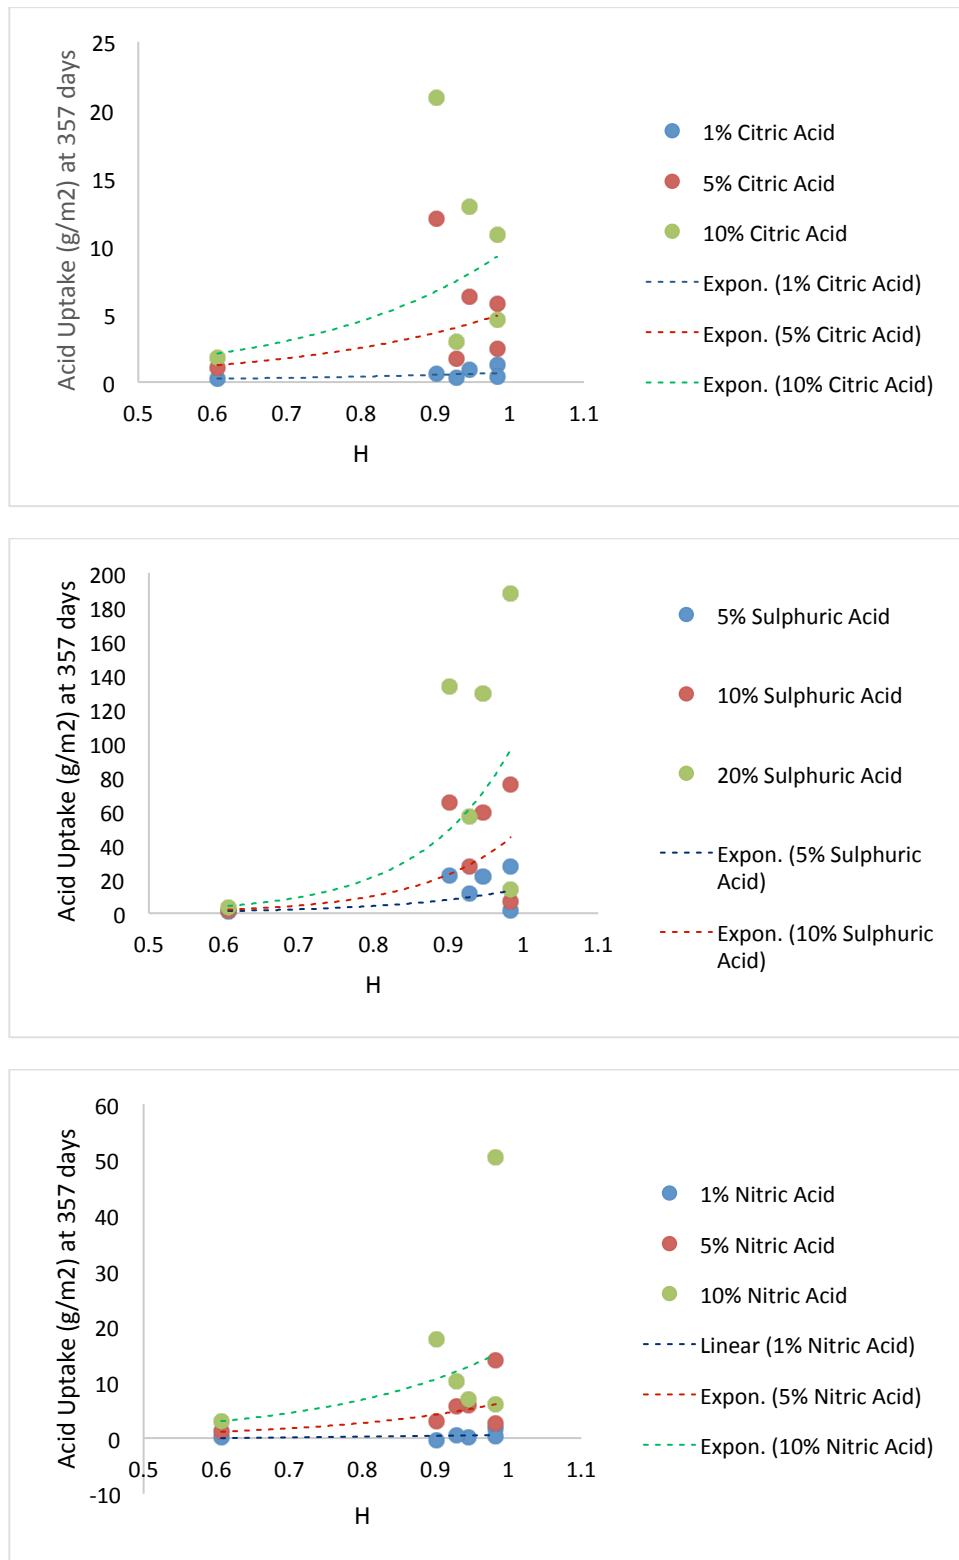 Acid Uptake (g/m2) at 357 days
25
20
15
10
5
0
0.5 0.6 0.7 0.8 0.9 1 1.1
H
1% Citric Acid
5% Citric Acid
10% Citric Acid
Expon. (1% Citric Acid)
Expon. (5% Citric Acid)
Expon. (10% Citric Acid)
Acid Uptake (g/m2) at 357 days
200
180
160
140
120
100
80
60
40
20
0
0.5 0.6 0.7 0.8 0.9 1 1.1
H
5% Sulphuric Acid
10% Sulphuric Acid
20% Sulphuric Acid
Expon. (5% Sulphuric
Acid)
Expon. (10% Sulphuric
Acid)
Acid Uptake (g/m2) at 357 days
60
50
40
30
20
10
0
-10
0.5 0.6 0.7 0.8 0.9 1 1.1
H
1% Nitric Acid
5% Nitric Acid
10% Nitric Acid
Linear (1% Nitric Acid)
Expon. (5% Nitric Acid)
Expon. (10% Nitric Acid)